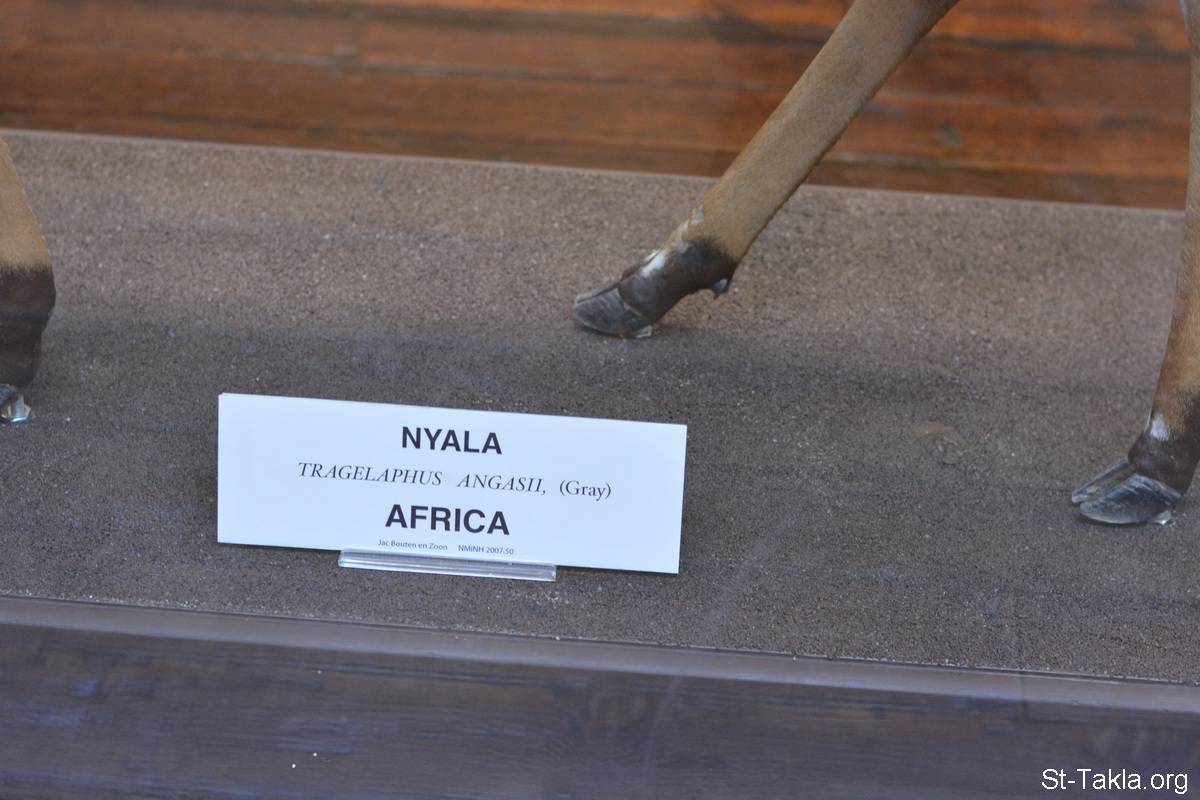 NYALA
TRAGELAPHUS ANGASII, (Gray)
AFRICA
Jac Bouten en Zoon NMINH 2007.50
St-Takla.org